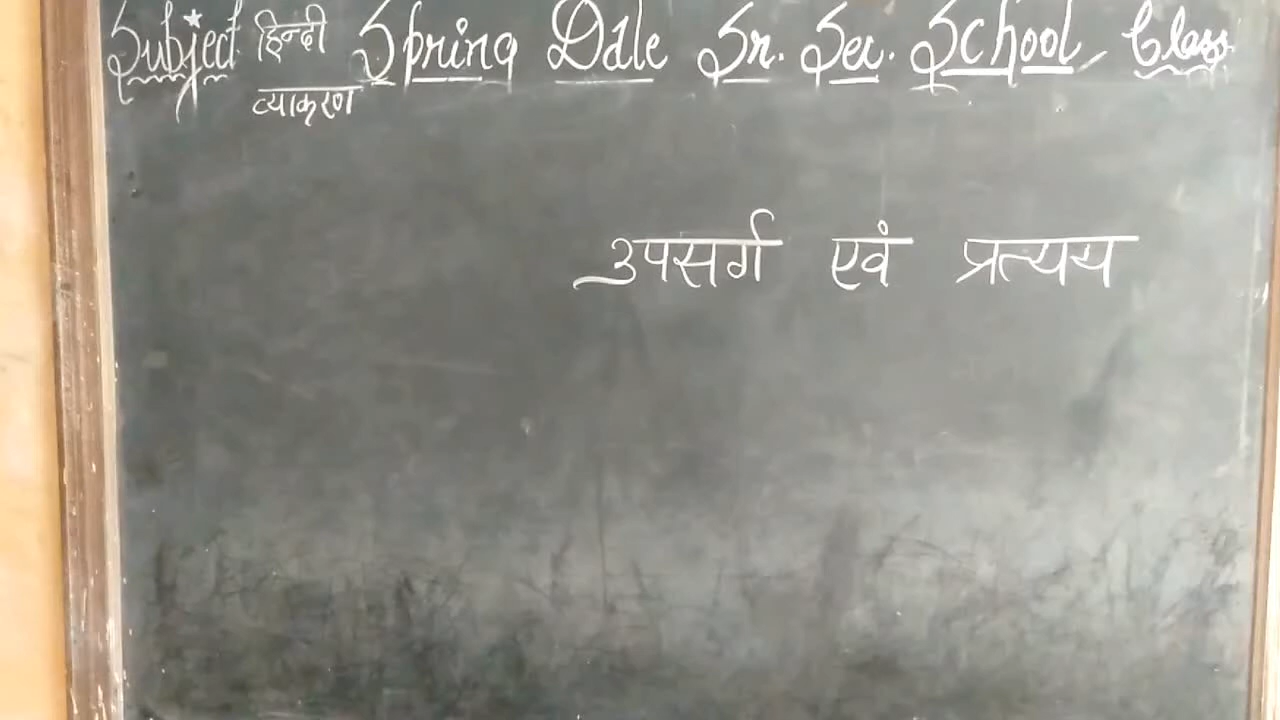 Subject हिन्दी Spring Dale Sr. Sec. School, Class
व्याकरण
उपसर्ग एवं प्रत्यय